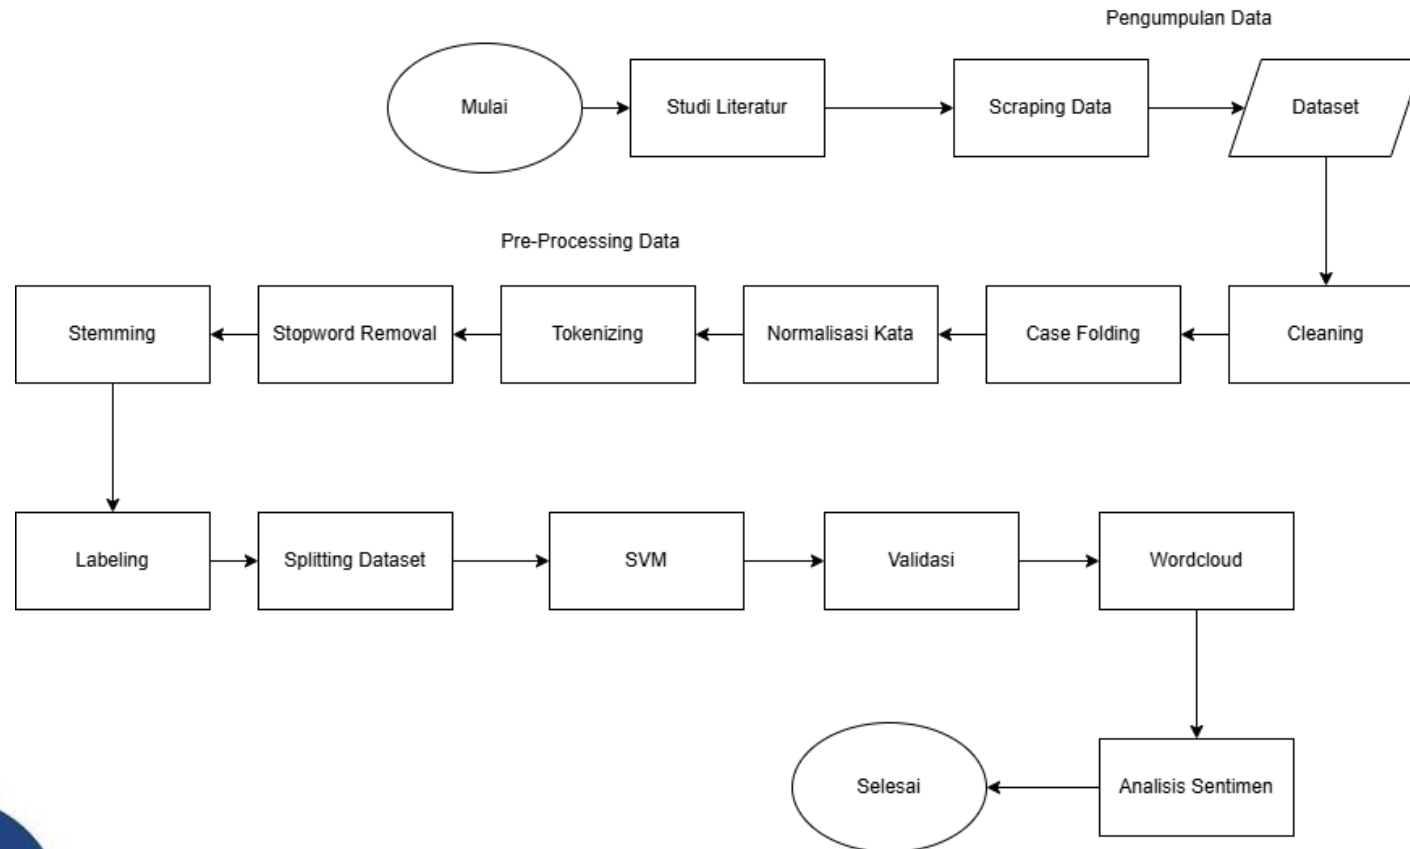 Pengumpulan Data
Mulai
Studi Literatur
Scraping Data
Dataset
Pre-Processing Data
Stemming
Stopword Removal
Tokenizing
Normalisasi Kata
Case Folding
Cleaning
Labeling
Splitting Dataset
SVM
Validasi
Wordcloud
Selesai
Analisis Sentimen